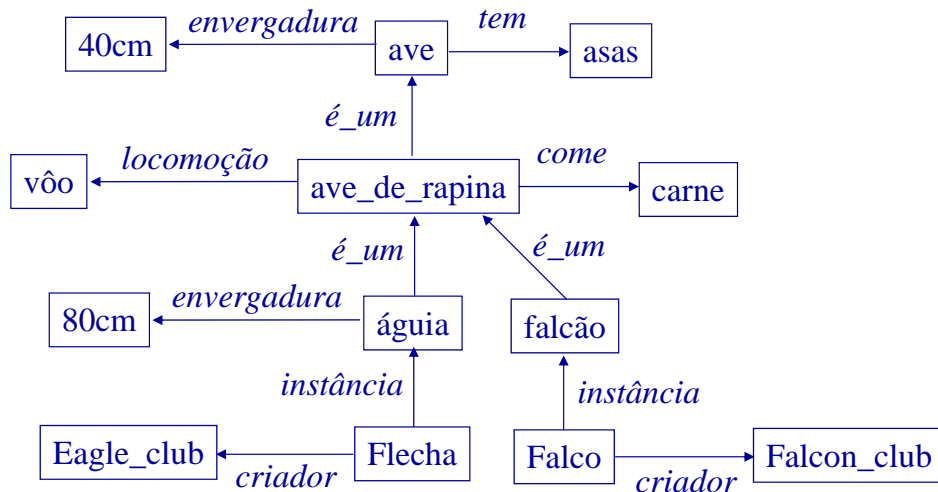 envergadura
tem
40cm
ave
asas
é_um
locomoção
come
vôo
ave_de_rapina
carne
é_um
é_um
envergadura
80cm
águia
falcão
instância
instância
Eagle_club
Flecha
Falco
Falcon_club
criador
criador